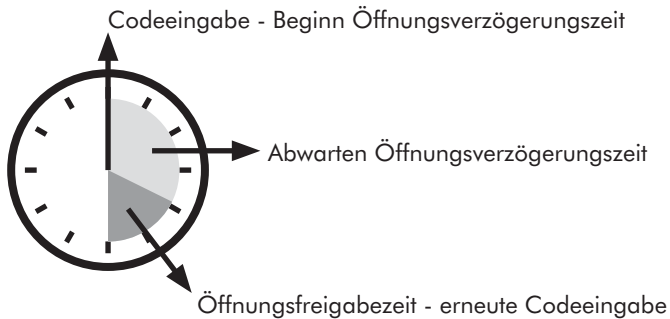 Codeeingabe - Beginn Öffnungsverzögerungszeit
Abwarten Öffnungsverzögerungszeit
Öffnungsfreigabezeit - erneute Codeeingabe